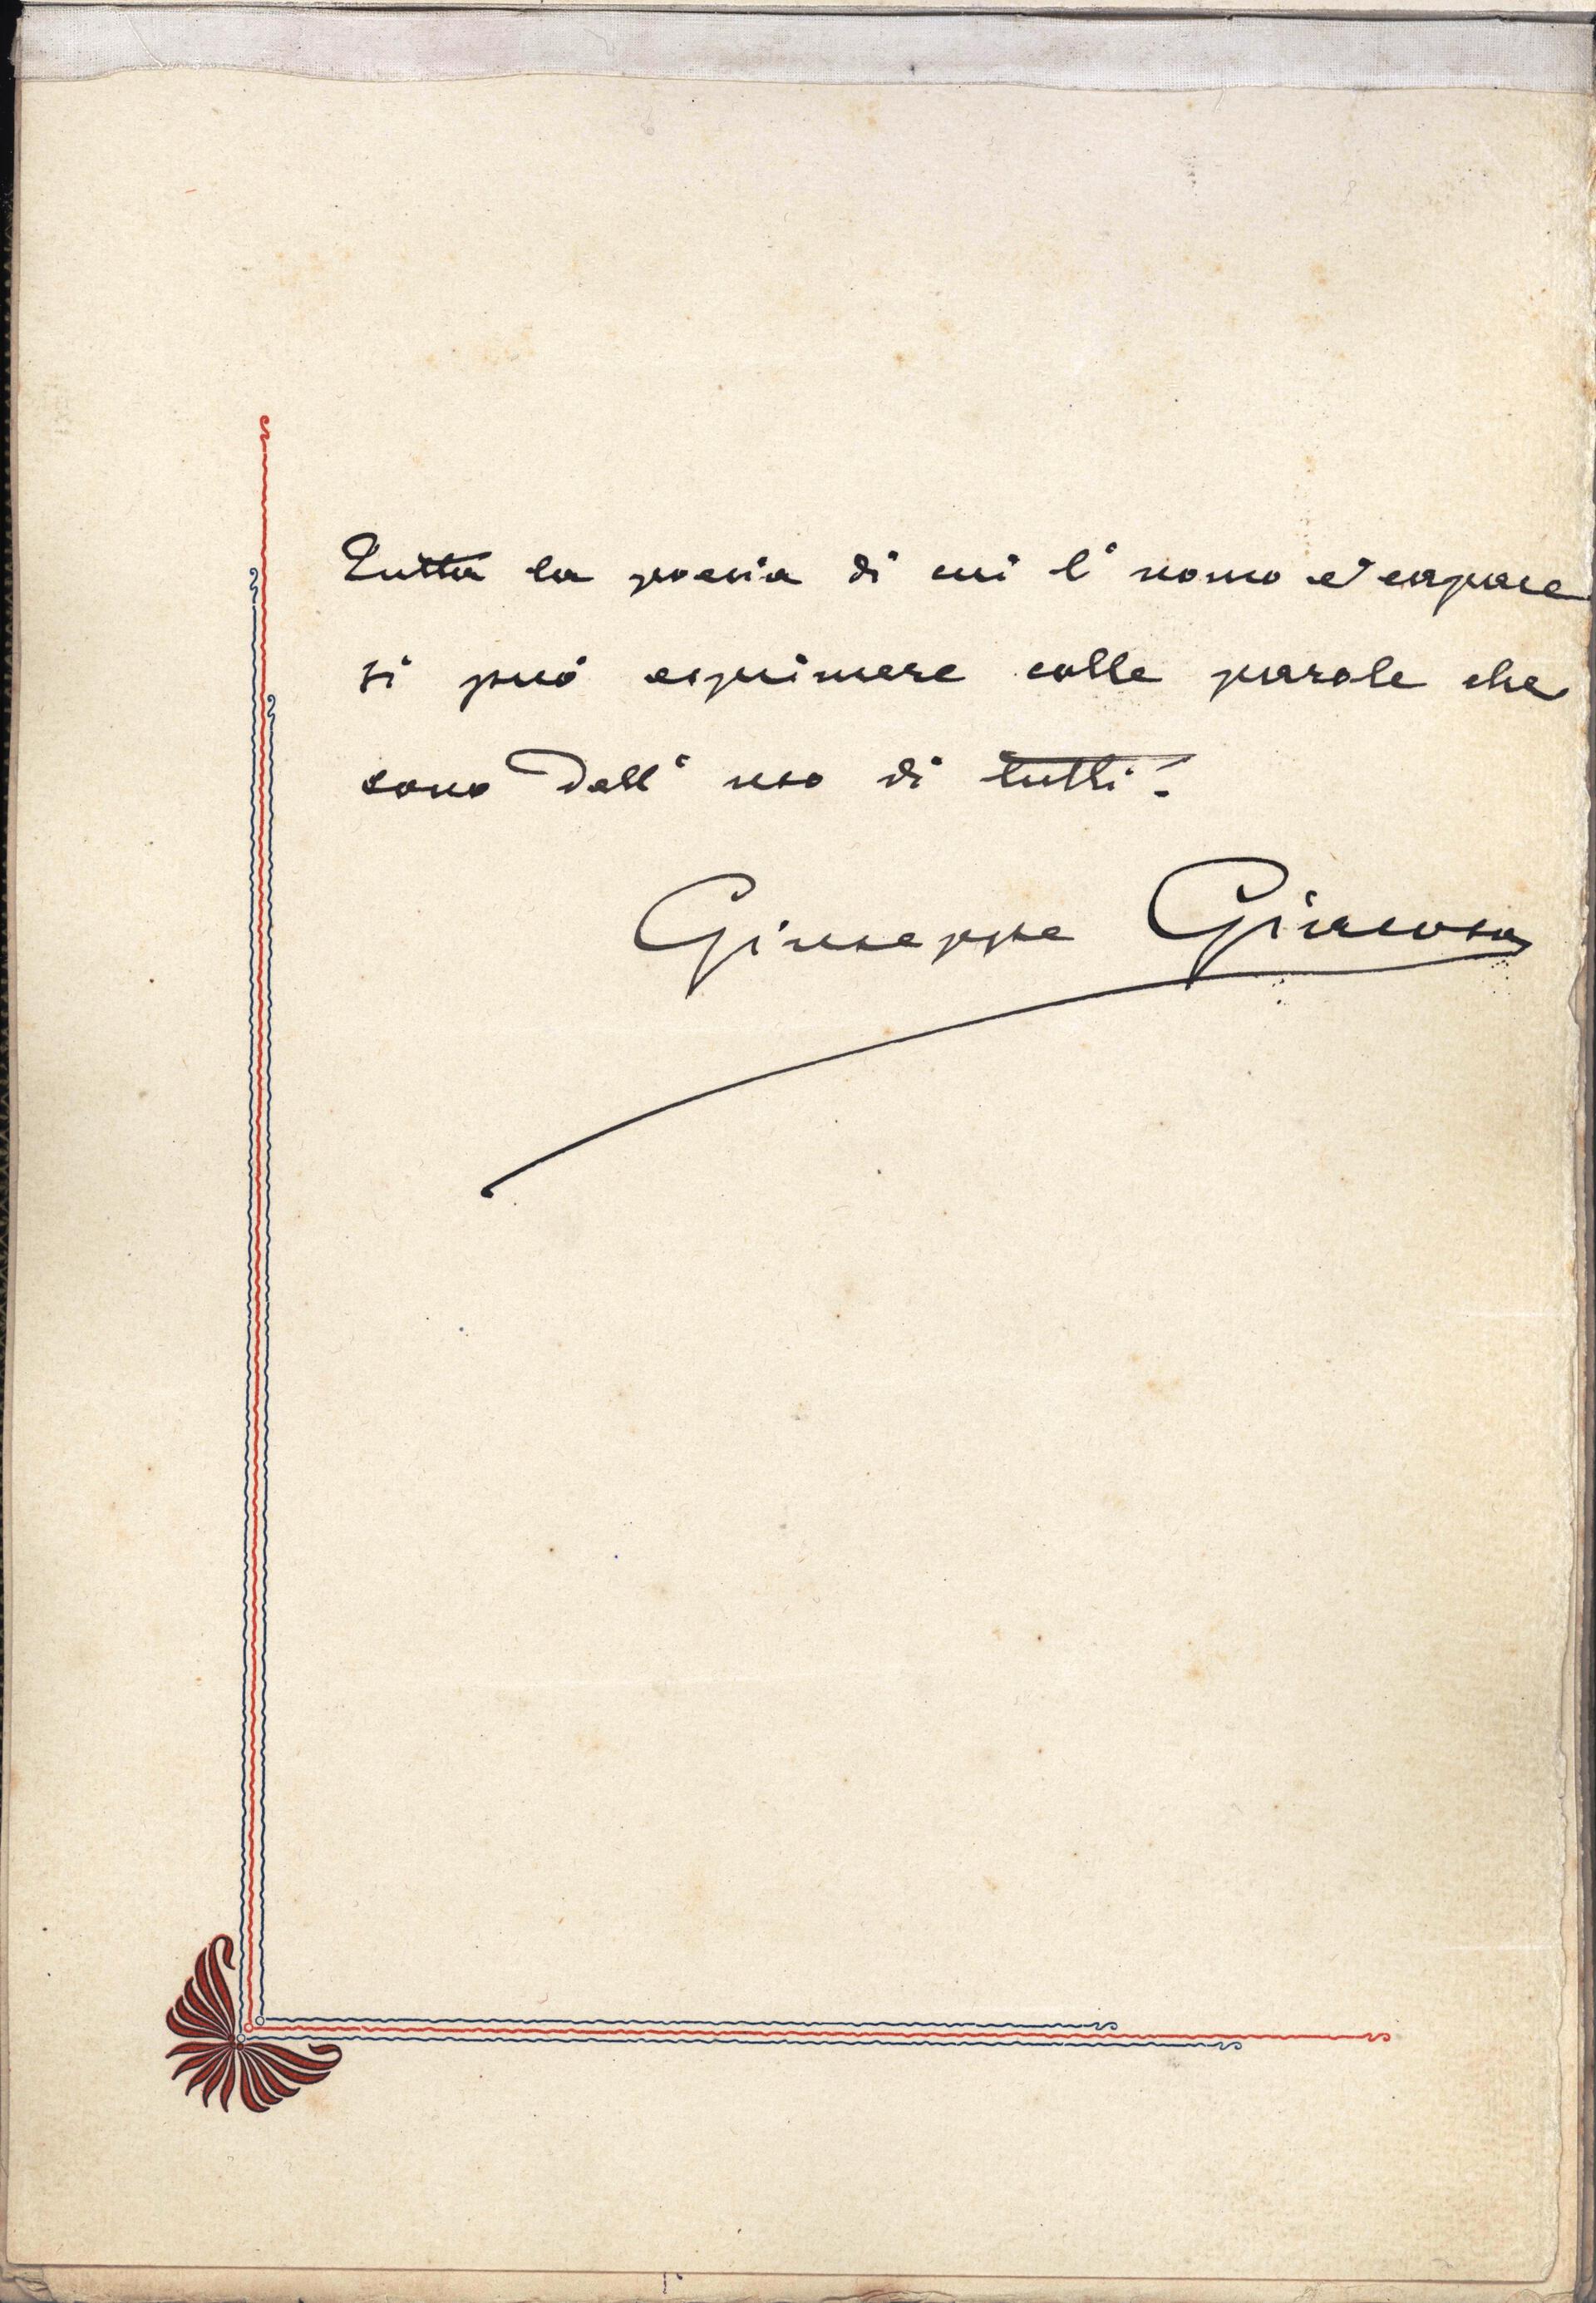 Tutta la poesia di cui l'uomo è capace
si può esprimere colle parole che
sono dell'uso di tutti.
Giuseppe Giacosa